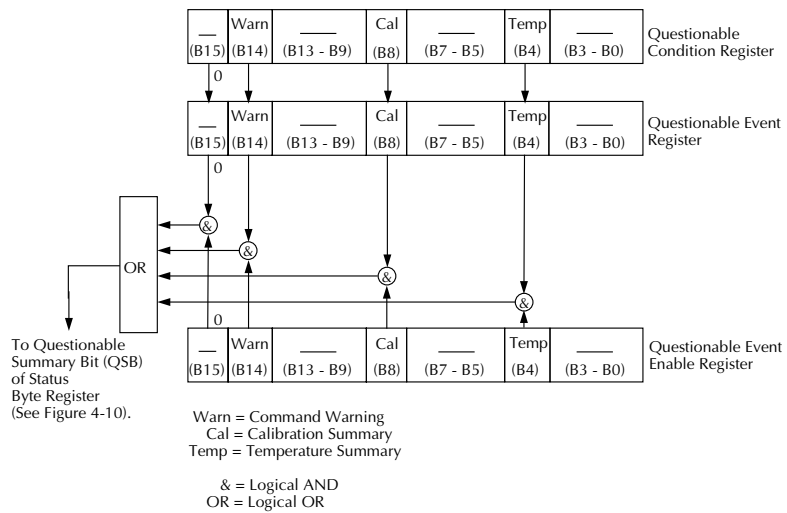 Warn Cal Temp
(B15) (B14) (B13 - B9) (B8) (B7 - B5) (B4) (B3 - B0)
Questionable
Condition Register
0
Warn Cal Temp
(B15) (B14) (B13 - B9) (B8) (B7 - B5) (B4) (B3 - B0)
Questionable Event
Register
0
&
&
&
&
OR
0
To Questionable
Summary Bit (QSB)
of Status
Byte Register
(See Figure 4-10).
Warn Cal Temp
(B15) (B14) (B13 - B9) (B8) (B7 - B5) (B4) (B3 - B0)
Questionable Event
Enable Register
Warn = Command Warning
Cal = Calibration Summary
Temp = Temperature Summary
& = Logical AND
OR = Logical OR